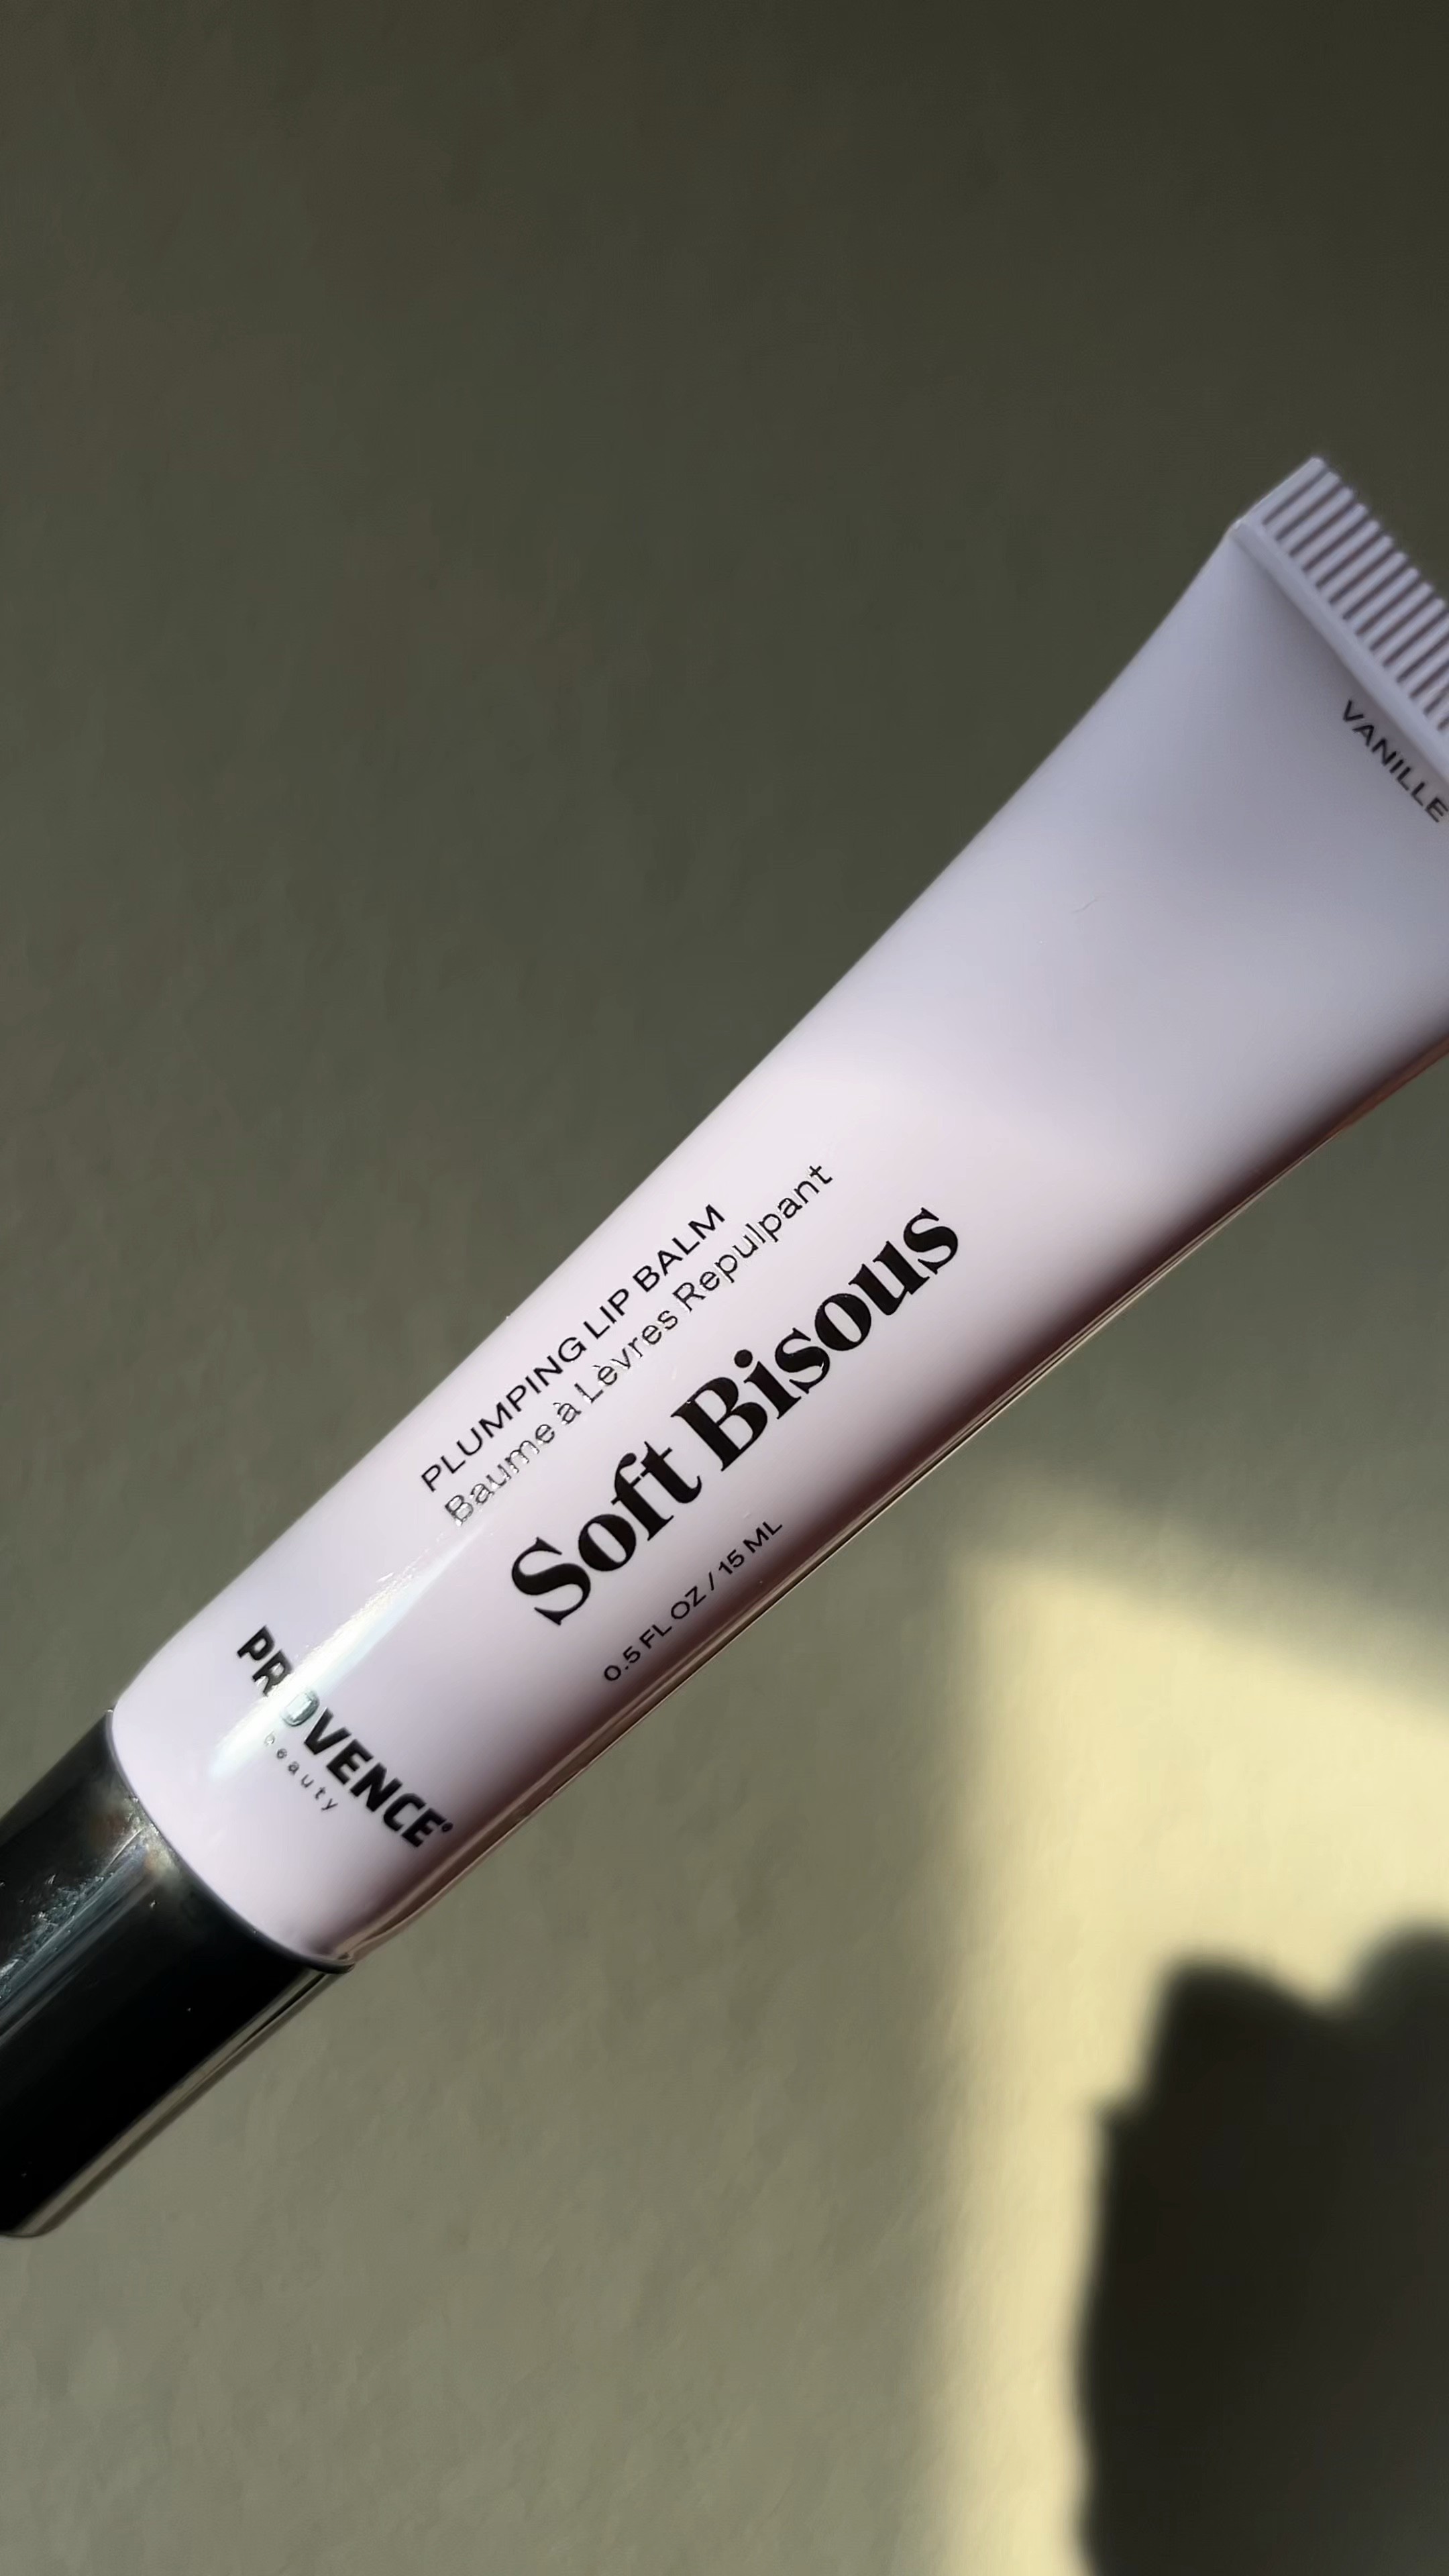 VANILLE
PLUMPING LIP BALM
Baume à Lèvres Repulpant
Soft Bisous
0.5 FL OZ / 15 ML
PROVENCE®
beauty